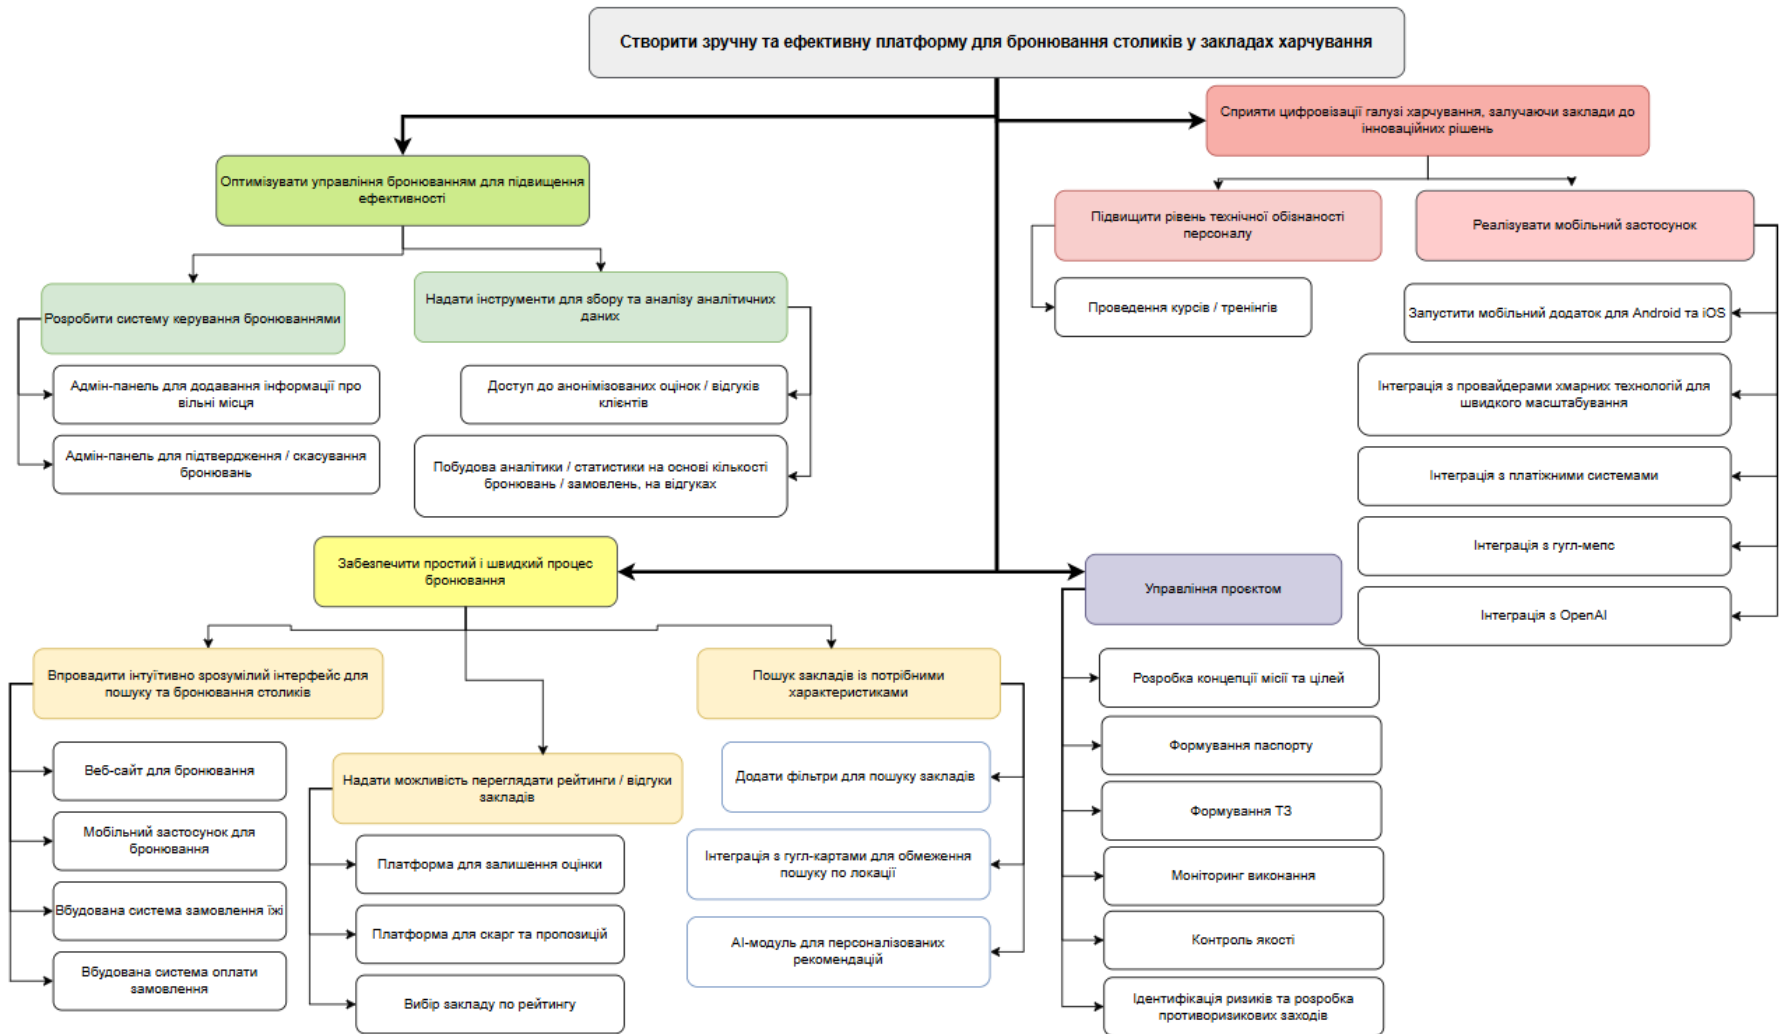 Створити зручну та ефективну платформу для бронювання столиків у закладах харчування
Сприяти цифровізації галузі харчування, залучаючи заклади до
інноваційних рішень
Оптимізувати управління бронюванням для підвищення
ефективності
Підвищити рівень технічної обізнаності
персоналу
Реалізувати мобільний застосунок
Розробити систему керування бронюваннями
Надати інструменти для збору та аналізу аналітичних
даних
Проведення курсів / тренінгів
Запустити мобільний додаток для Android та iOS
Адмін-панель для додавання інформації про
вільні місця
Доступ до анонімізованих оцінок / відгуків
клієнтів
Інтеграція з провайдерами хмарних технологій для
швидкого масштабування
Адмін-панель для підтвердження / скасування
бронювань
Побудова аналітики / статистики на основі кількості
бронювань / замовлень, на відгуках
Інтеграція з платіжними системами
Інтеграція з гугл-мепс
Інтеграція з OpenAI
Забезпечити простий і швидкий процес
бронювання
Управління проєктом
Впровадити інтуїтивно зрозумілий інтерфейс для
пошуку та бронювання столиків
Пошук закладів із потрібними
характеристиками
Розробка концепції місії та цілей
Веб-сайт для бронювання
Надати можливість переглядати рейтинги / відгуки
закладів
Додати фільтри для пошуку закладів
Формування паспорту
Мобільний застосунок для
бронювання
Формування ТЗ
Платформа для залишення оцінки
Інтеграція з гугл-картами для обмеження
пошуку по локації
Моніторинг виконання
Вбудована система замовлення їжі
Платформа для скарг та пропозицій
АІ-модуль для персоналізованих
рекомендацій
Контроль якості
Вбудована система оплати
замовлення
Вибір закладу по рейтингу
Ідентифікація ризиків та розробка
противоризикових заходів